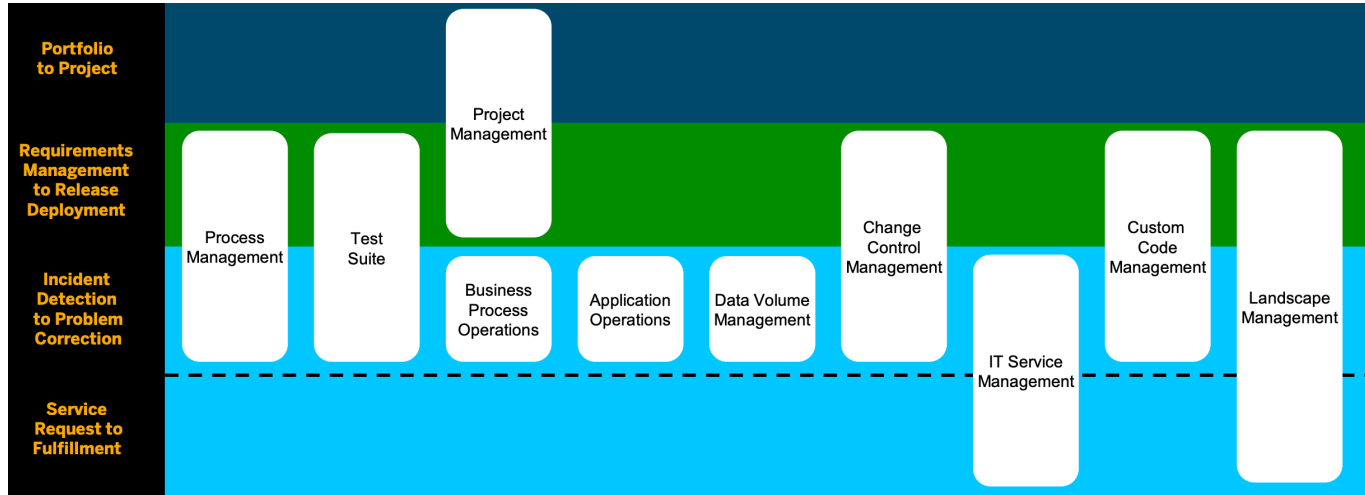 Portfolio
to Project
Requirements
Management
to Release
Deployment
Incident
Detection
to Problem
Correction
Service
Request to
Fulfillment
Process
Management
Test
Suite
Project
Management
Business
Process
Operations
Application
Operations
Data Volume
Management
Change
Control
Management
IT Service
Management
Custom
Code
Management
Landscape
Management